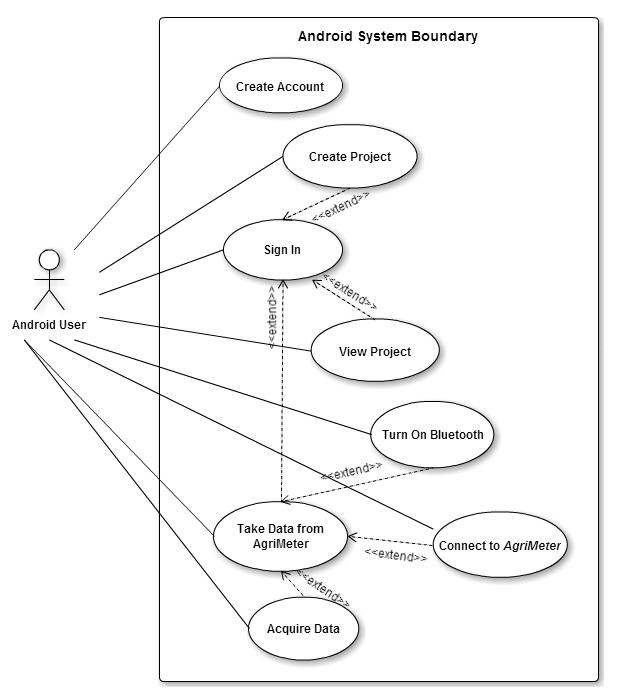 Android System Boundary
Create Account
Create Project
<<extend>>
Sign In
<<extend>>
<<extend>>
Android User
View Project
Turn On Bluetooth
<<extend>>
Take Data from
AgriMeter
Connect to AgriMeter
<<extend>>
<<extend>>
Acquire Data